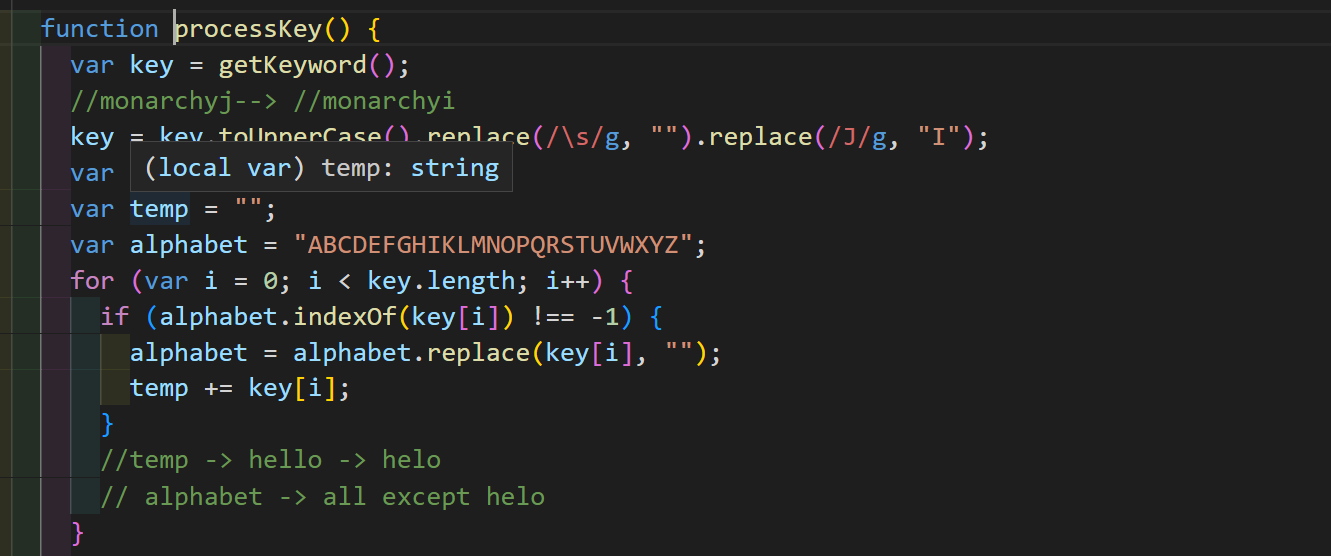 function processKey() {
var key = getKeyword();
//monarchyj--> //monarchyi
key = key.toUpperCase().replace(/\s/g, "").replace(/J/g, "I");
(local var) temp: string
var
var temp = "";
var alphabet = "ABCDEFGHIKLMNOPQRSTUVWXYZ";
for (var i = 0; i < key.length; i++) {
if (alphabet.indexOf(key[i]) !== -1) {
alphabet = alphabet.replace(key[i], "");
temp += key[i];
}
//temp -> hello -> helo
// alphabet -> all except helo
}